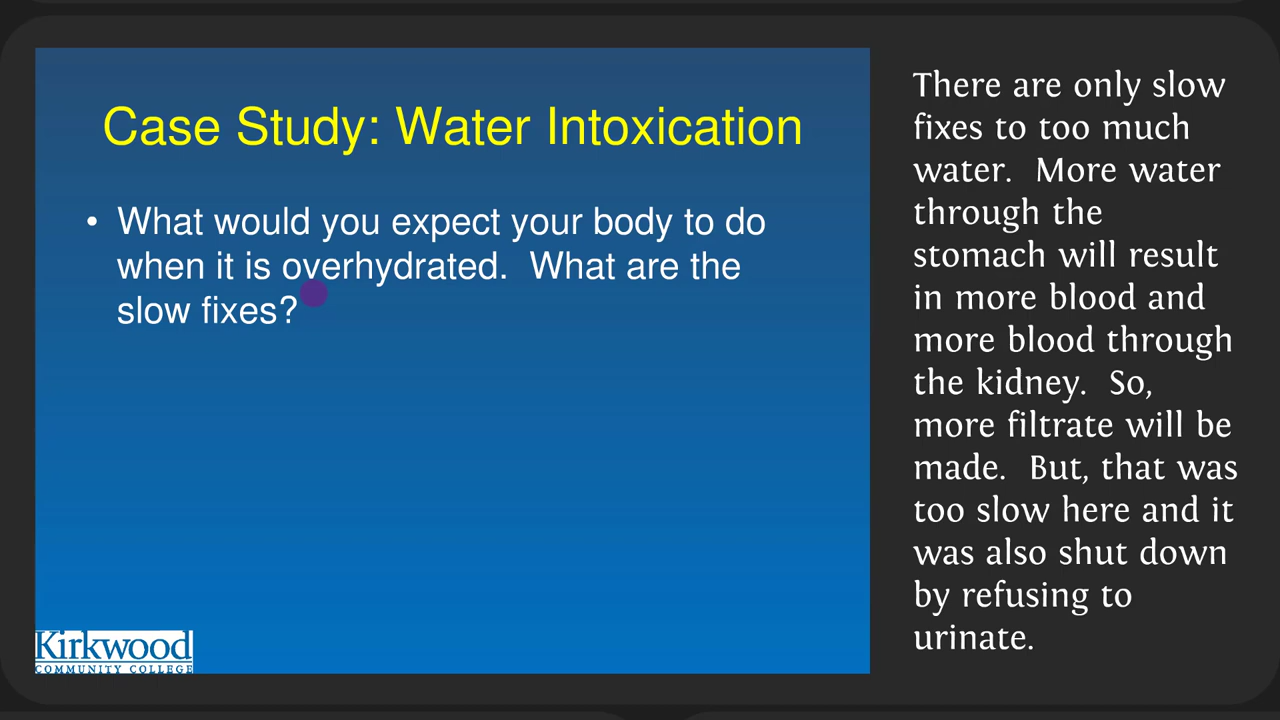 Case Study: Water Intoxication
• What would you expect your body to do
when it is overhydrated.  What are the
slow fixes?
Kirkwood
COMMUNITY COLLEGE
There are only slow
fixes to too much
water.  More water
through the
stomach will result
in more blood and
more blood through
the kidney.  So,
more filtrate will be
made.  But, that was
too slow here and it
was also shut down
by refusing to
urinate.